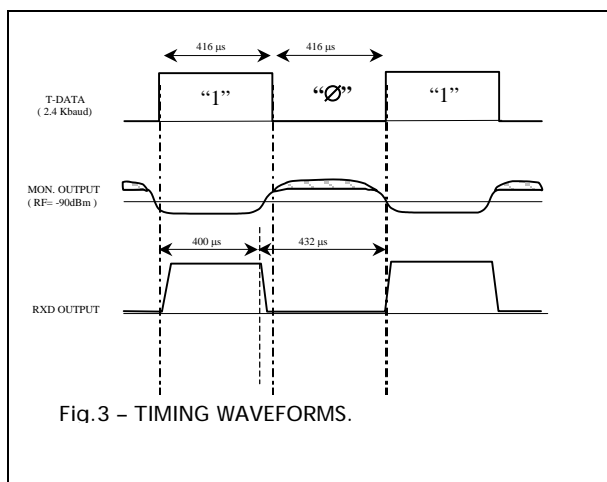 416 µs 416 µs
T-DATA
( 2.4 Kbaud)
“1” “Ø” “1”
MON. OUTPUT
( RF= -90dBm )
400 µs 432 µs
RXD OUTPUT
Fig.3 – TIMING WAVEFORMS.